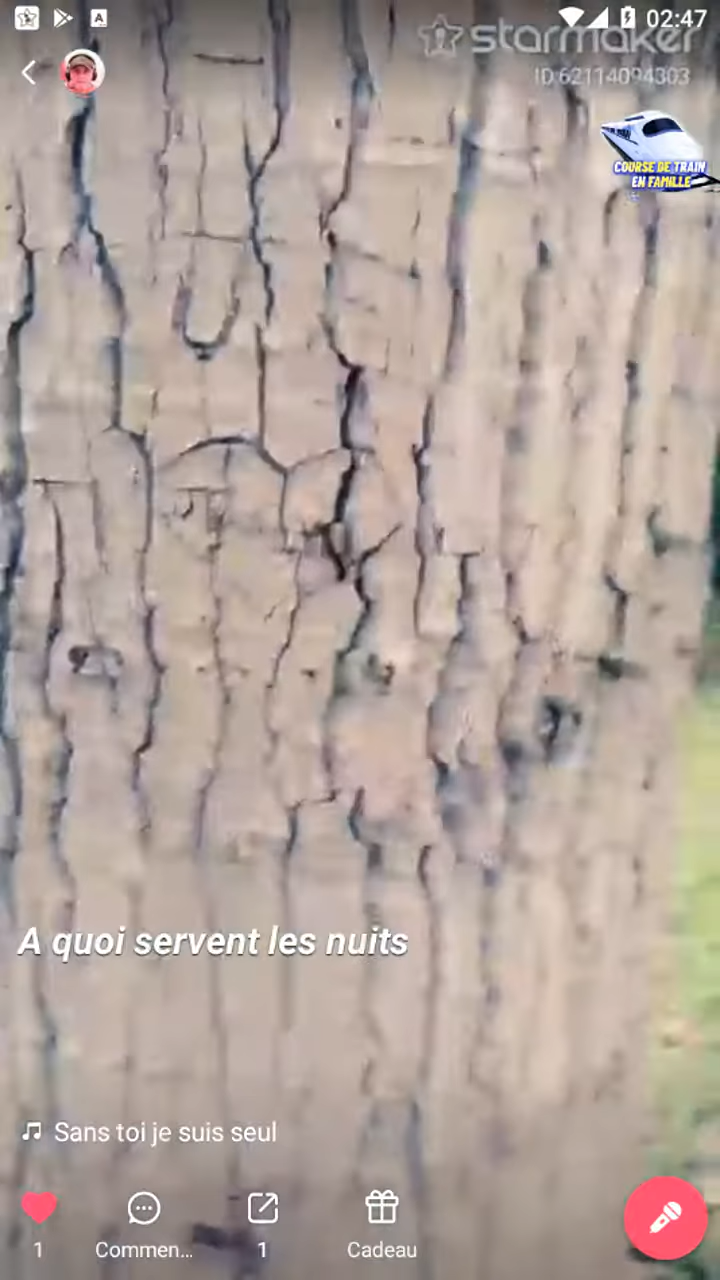 02:47
starmaker
ID:62114094303
COURSE DE TRAIN
EN FAMILLE
A quoi servent les nuits
Sans toi je suis seul
1
Commen...
1
Cadeau